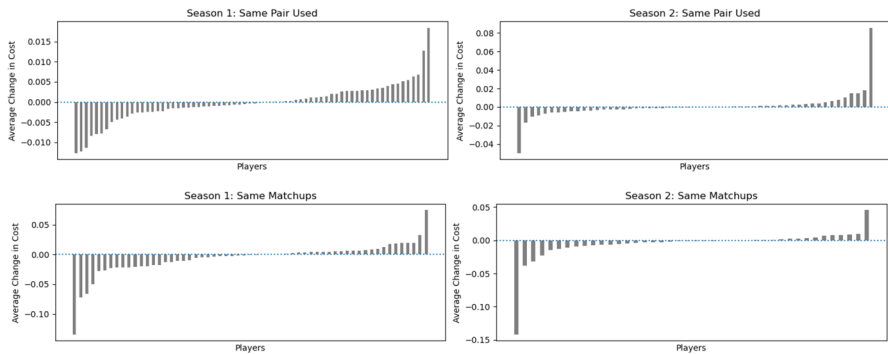 Season 1: Same Pair Used
Average Change in Cost
0.015
0.010
0.005
0.000
−0.005
−0.010
Players
Season 2: Same Pair Used
Average Change in Cost
0.08
0.06
0.04
0.02
0.00
−0.02
−0.04
Players
Season 1: Same Matchups
Average Change in Cost
0.05
0.00
−0.05
−0.10
Players
Season 2: Same Matchups
Average Change in Cost
0.05
0.00
−0.05
−0.10
−0.15
Players